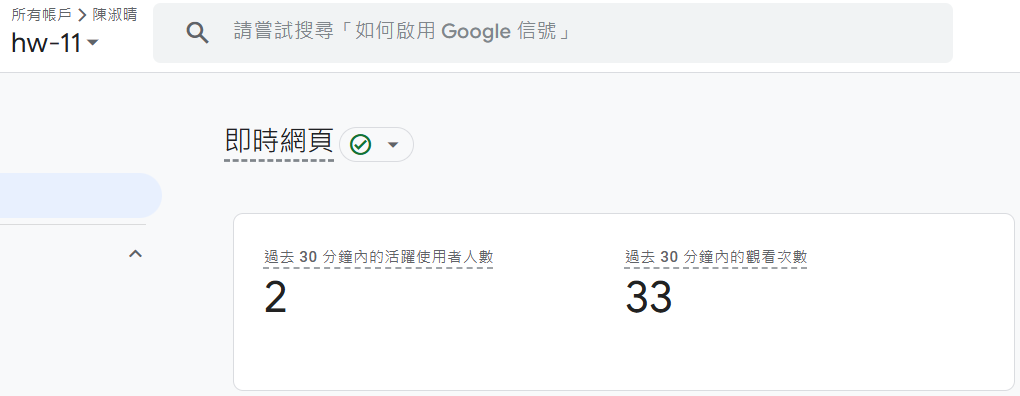 所有帳戶 > 陳淑晴
hw-11
請嘗試搜尋「如何啟用 Google 信號」
即時網頁
過去 30 分鐘內的活躍使用者人數
2
過去 30 分鐘內的觀看次數
33